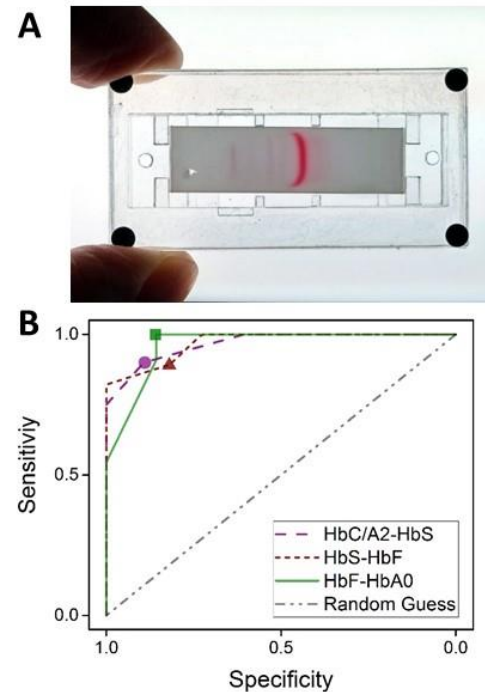 A
B
1.0
0.5
0.0
Sensitiviy
HbC/A2-HbS
HbS-HbF
HbF-HbA0
Random Guess
1.0
0.5
0.0
Specificity